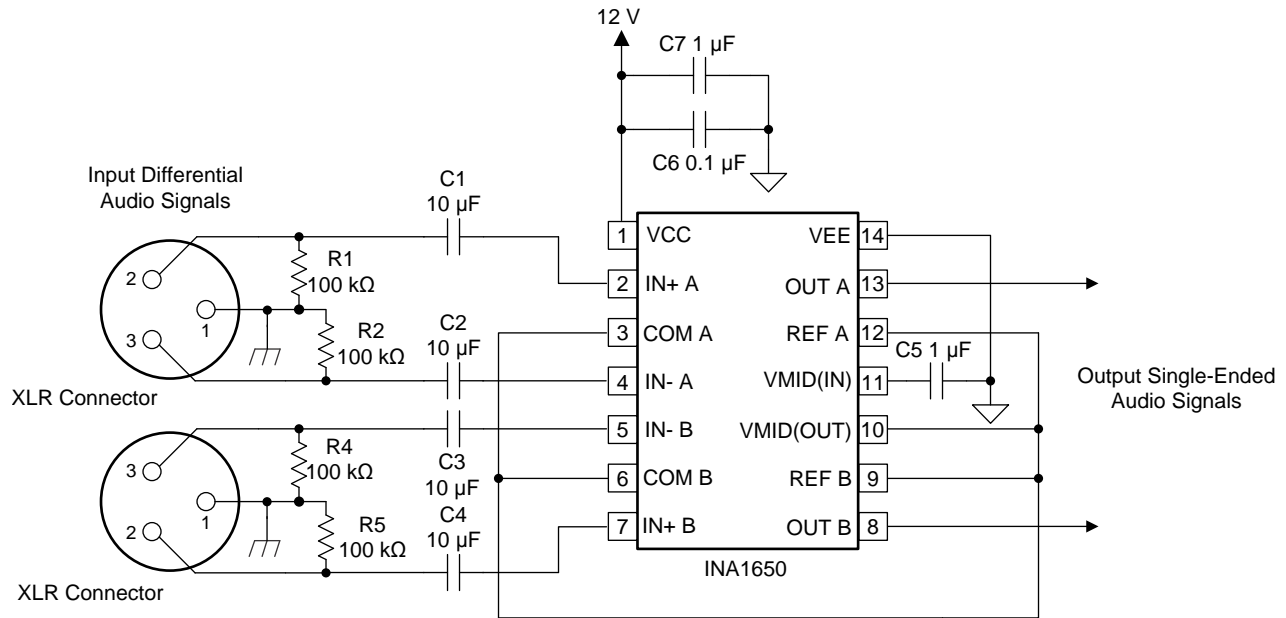 12 V
C7 1 µF
C6 0.1 µF
Input Differential
Audio Signals
C1
10 µF
R1
100 kΩ
R2
100 kΩ
C2
10 µF
2
1
3
XLR Connector
R4
100 kΩ
R5
100 kΩ
C3
10 µF
C4
10 µF
3
1
2
XLR Connector
1 VCC VEE 14
2 IN+ A OUT A 13
3 COM A REF A 12
4 IN- A VMID(IN) 11
5 IN- B VMID(OUT) 10
6 COM B REF B 9
7 IN+ B OUT B 8
INA1650
C5 1 µF
Output Single-Ended
Audio Signals